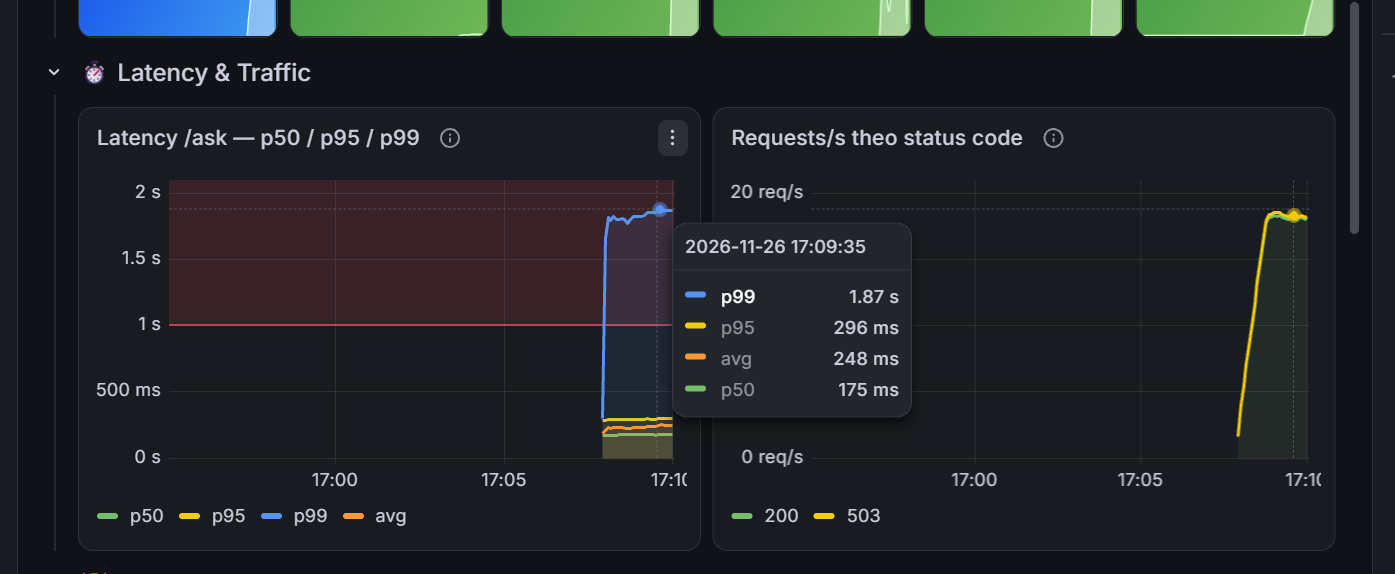 Latency & Traffic
Latency /ask — p50 / p95 / p99
2 s
1.5 s
1 s
500 ms
0 s
17:00
17:05
17:10
p50
p95
p99
avg
Requests/s theo status code
20 req/s
0 req/s
17:00
17:05
17:10
200
503
2026-11-26 17:09:35
p99 1.87 s
p95 296 ms
avg 248 ms
p50 175 ms